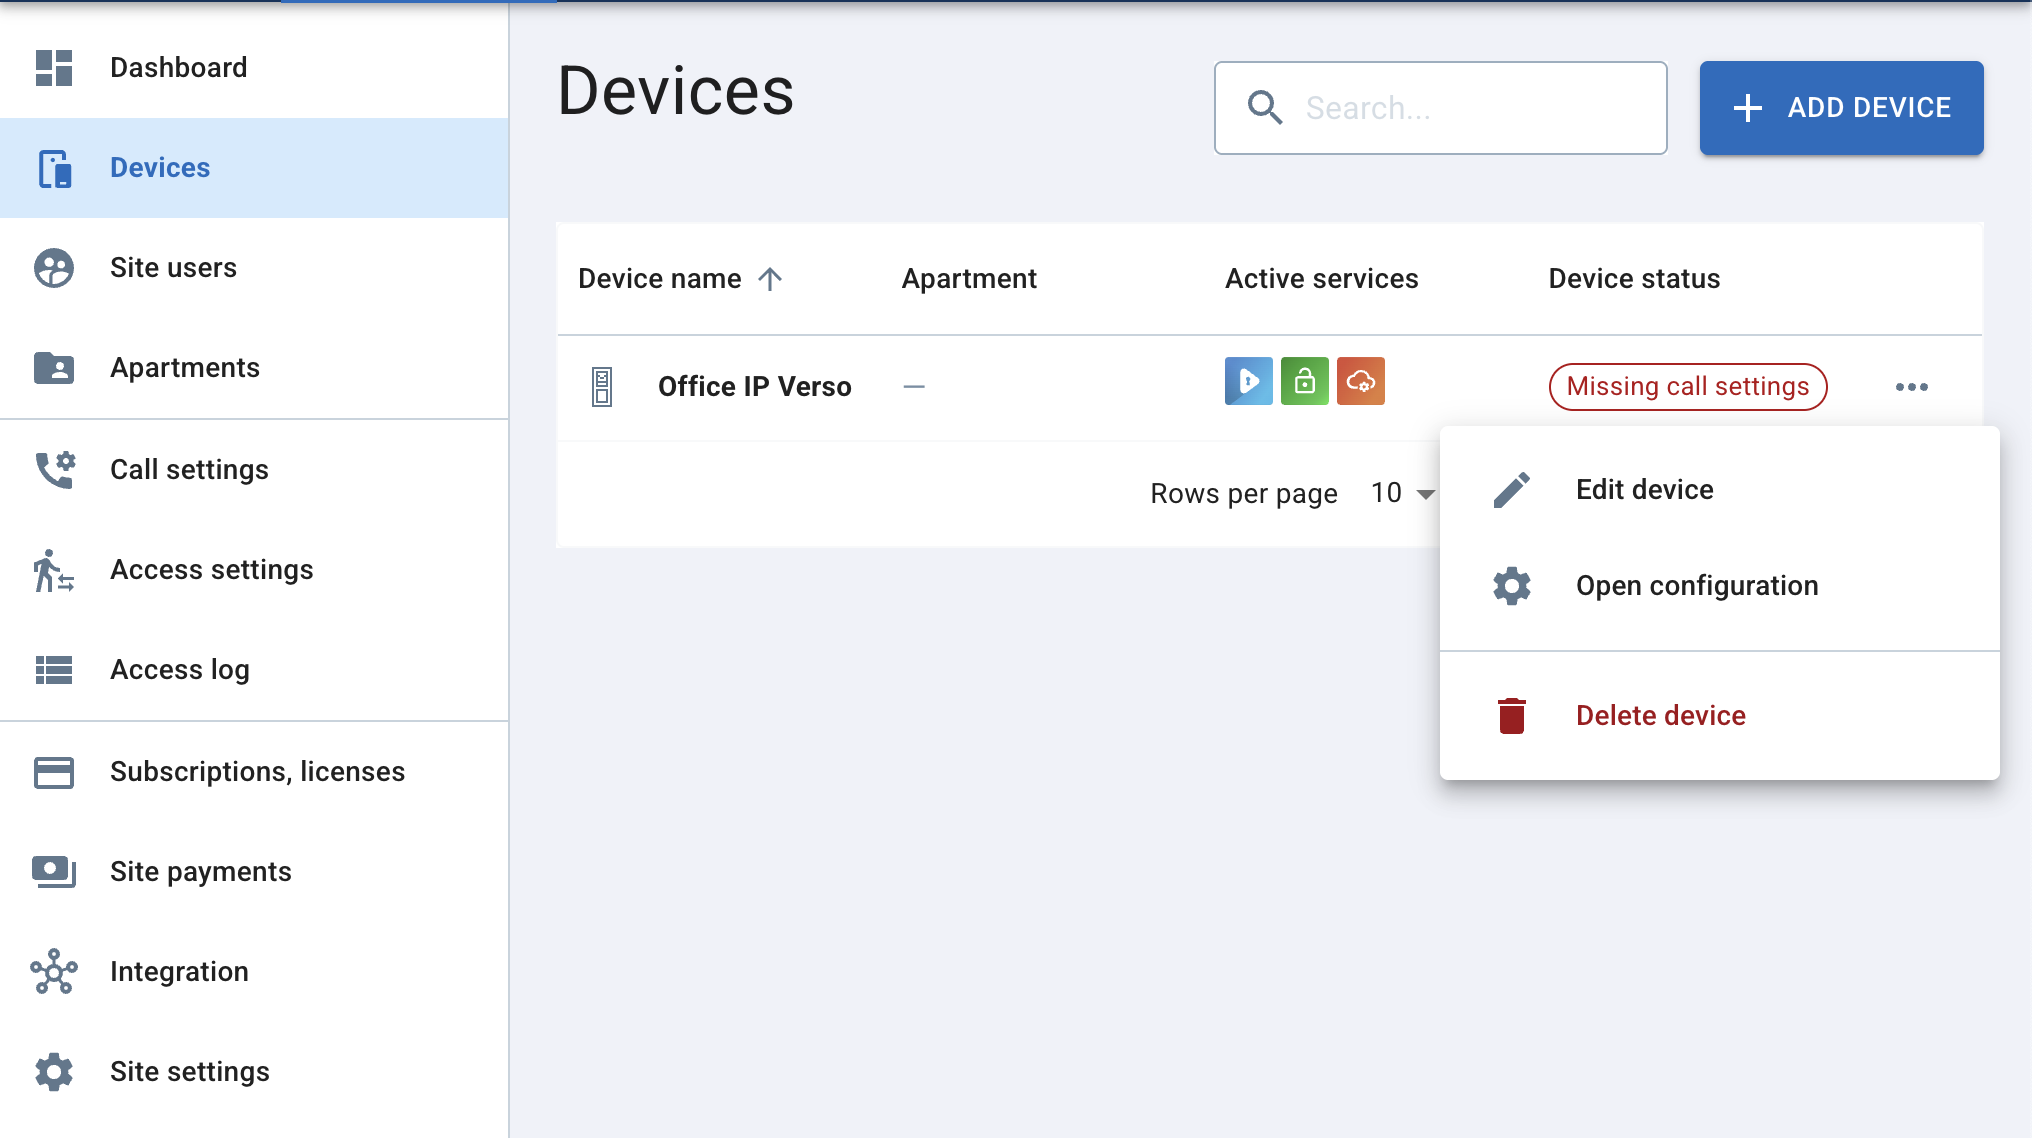 Dashboard
Devices
Site users
Apartments
Call settings
Access settings
Access log
Subscriptions, licenses
Site payments
Integration
Site settings
Devices
Search...
ADD DEVICE
Device name
Apartment
Active services
Device status
Office IP Verso
—
Missing call settings
Rows per page 10
Edit device
Open configuration
Delete device